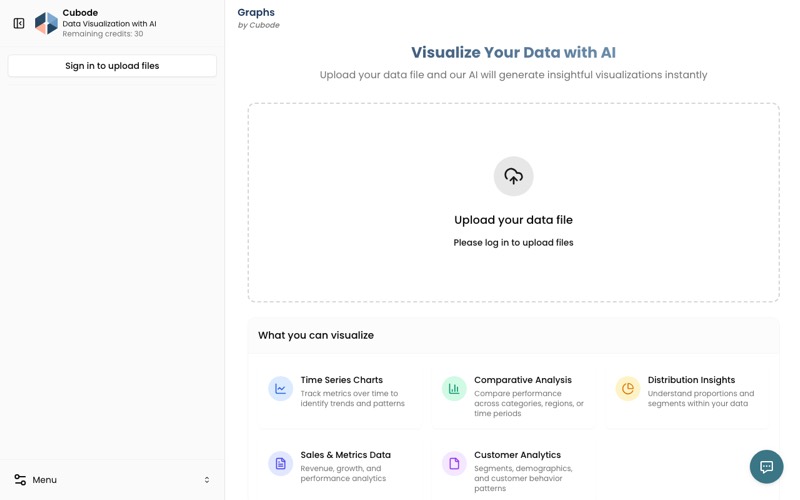 Cubode
Data Visualization with AI
Remaining credits: 30
Sign in to upload files
Menu
Graphs
by Cubode
Visualize Your Data with AI
Upload your data file and our AI will generate insightful visualizations instantly
Upload your data file
Please log in to upload files
What you can visualize
Time Series Charts
Track metrics over time to
identify trends and patterns
Comparative Analysis
Compare performance
across categories, regions, or
time periods
Distribution Insights
Understand proportions and
segments within your data
Sales & Metrics Data
Revenue, growth, and
performance analytics
Customer Analytics
Segments, demographics,
and customer behavior
patterns